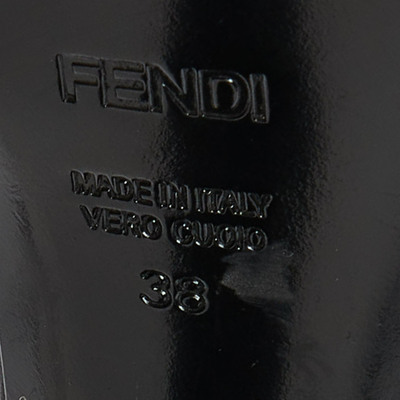 FENDI
MADE IN ITALY
VERO CUOIO
38